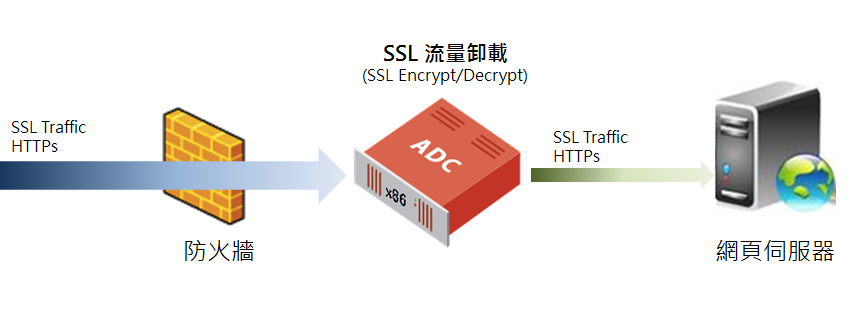 SSL 流量卸載
(SSL Encrypt/Decrypt)
SSL Traffic
HTTPs
ADC
x86
SSL Traffic
HTTPs
防火牆
網頁伺服器